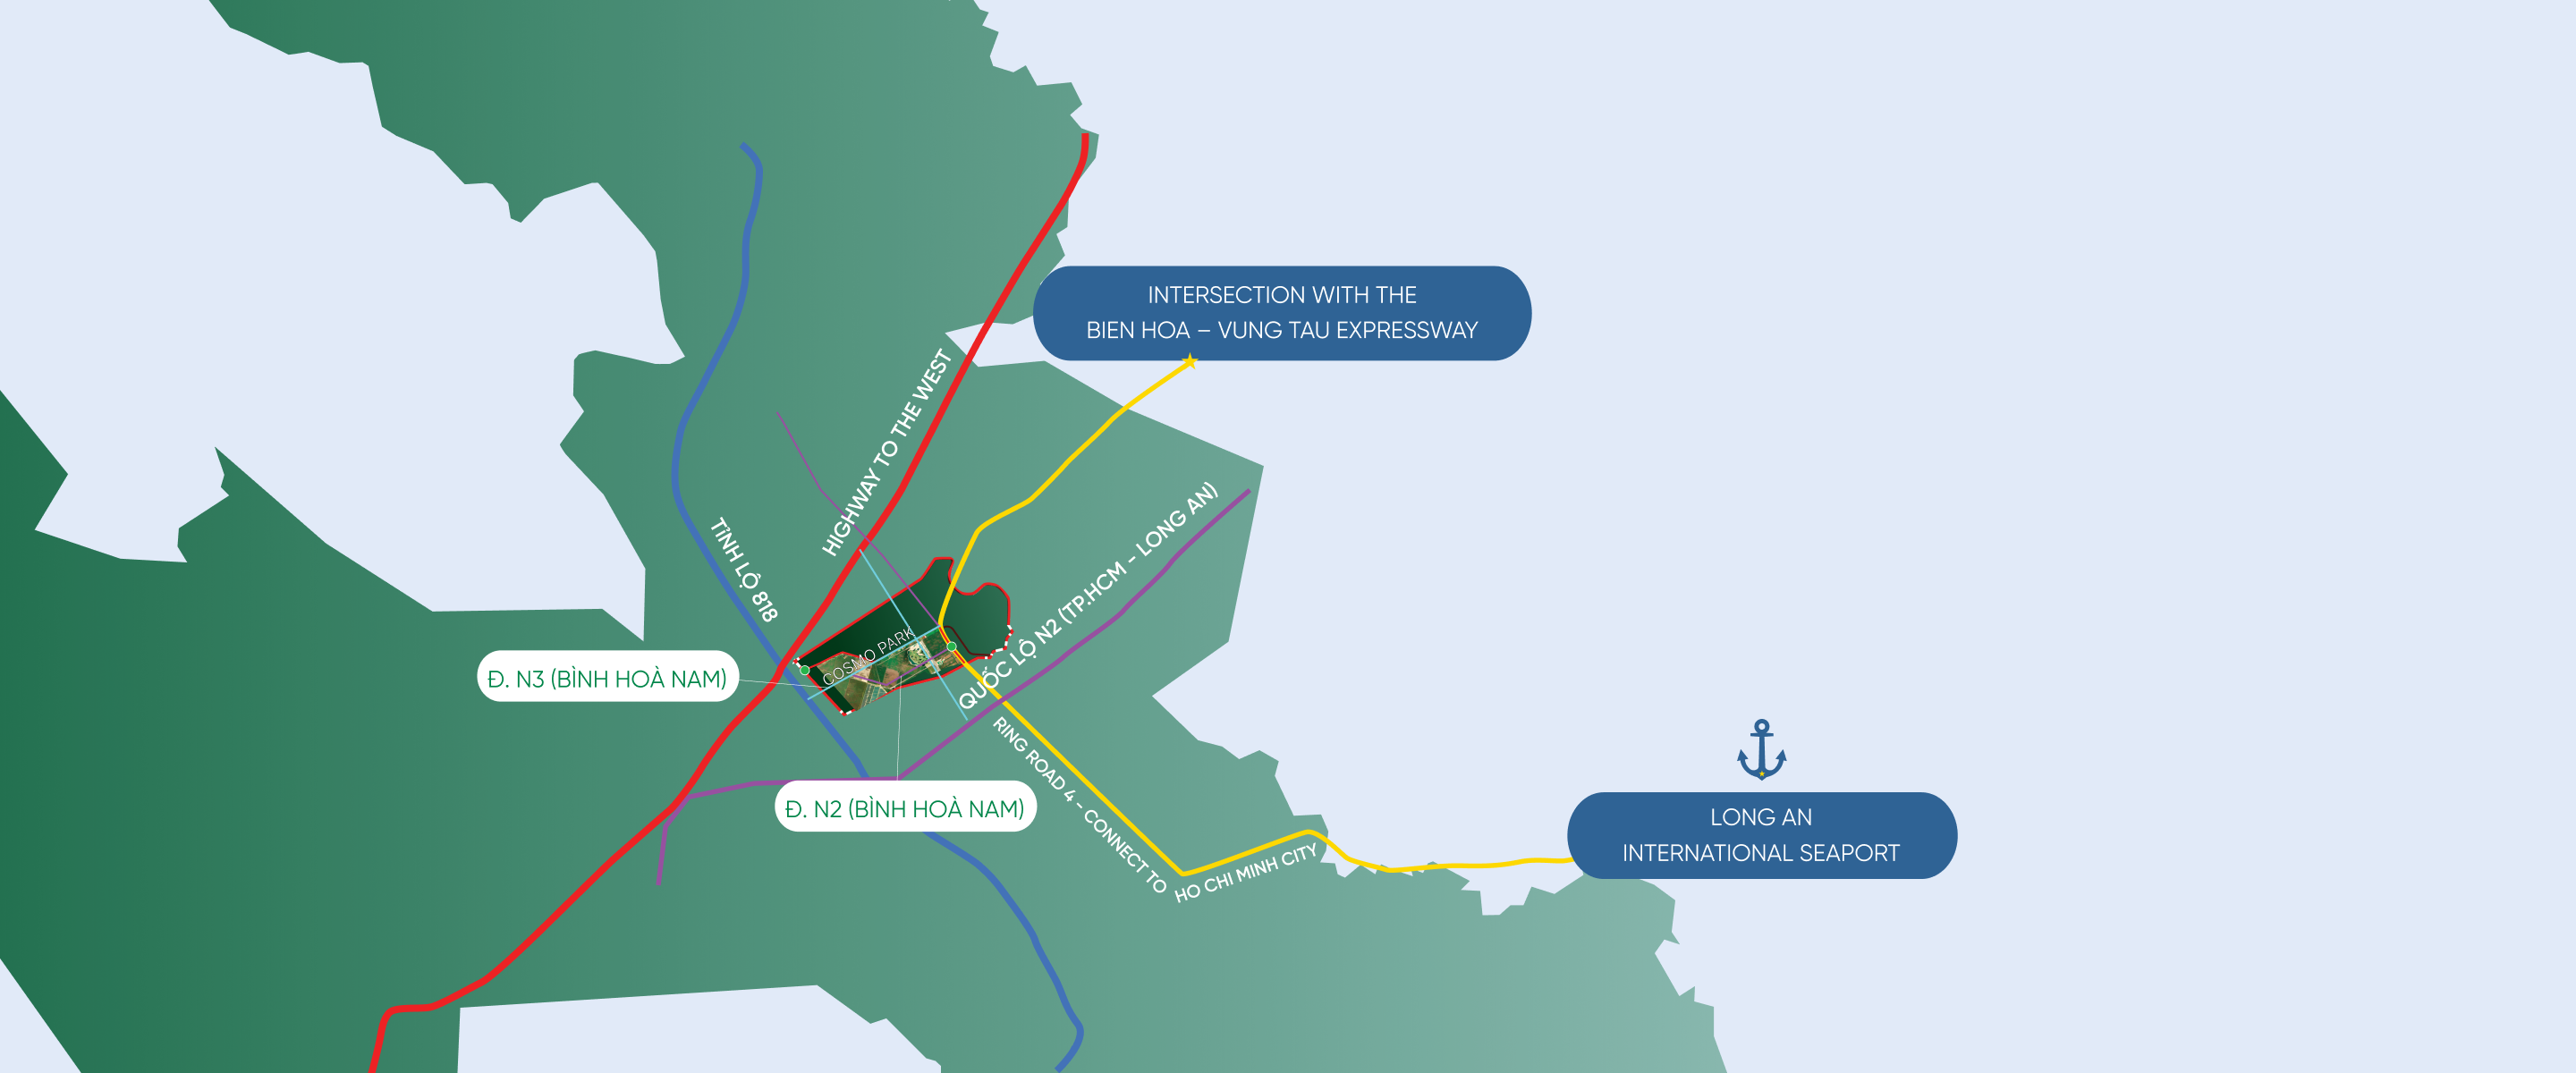 INTERSECTION WITH THE
BIEN HOA – VUNG TAU EXPRESSWAY
HIGHWAY TO THE WEST
TỈNH LỘ 818
QUỐC LỘ N2 (TP.HCM - LONG AN)
COSMO PARK
Đ. N3 (BÌNH HOÀ NAM)
Đ. N2 (BÌNH HOÀ NAM)
RING ROAD 4 - CONNECT TO
HO CHI MINH CITY
LONG AN
INTERNATIONAL SEAPORT